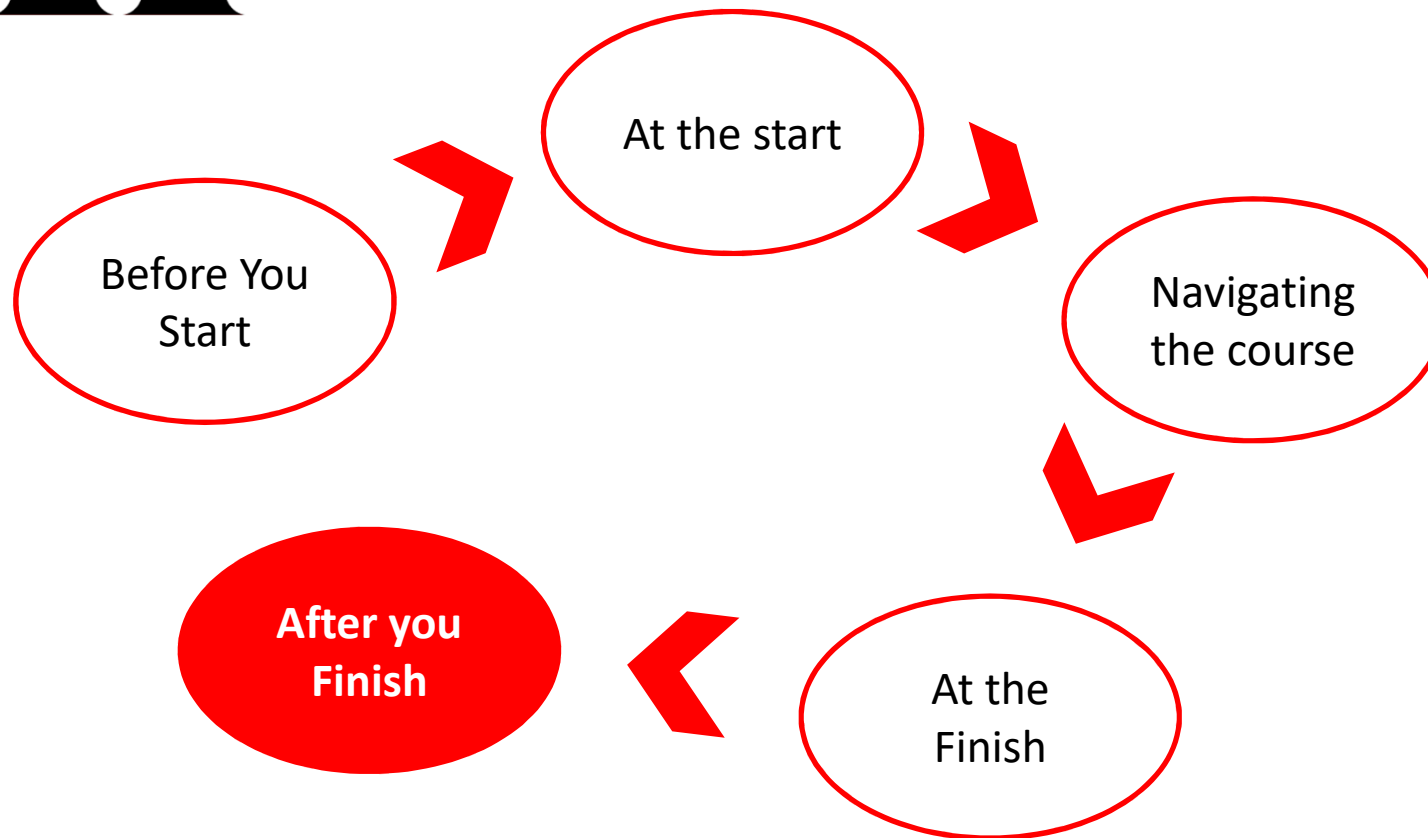 Before You
Start
At the start
Navigating
the course
At the
Finish
After you
Finish